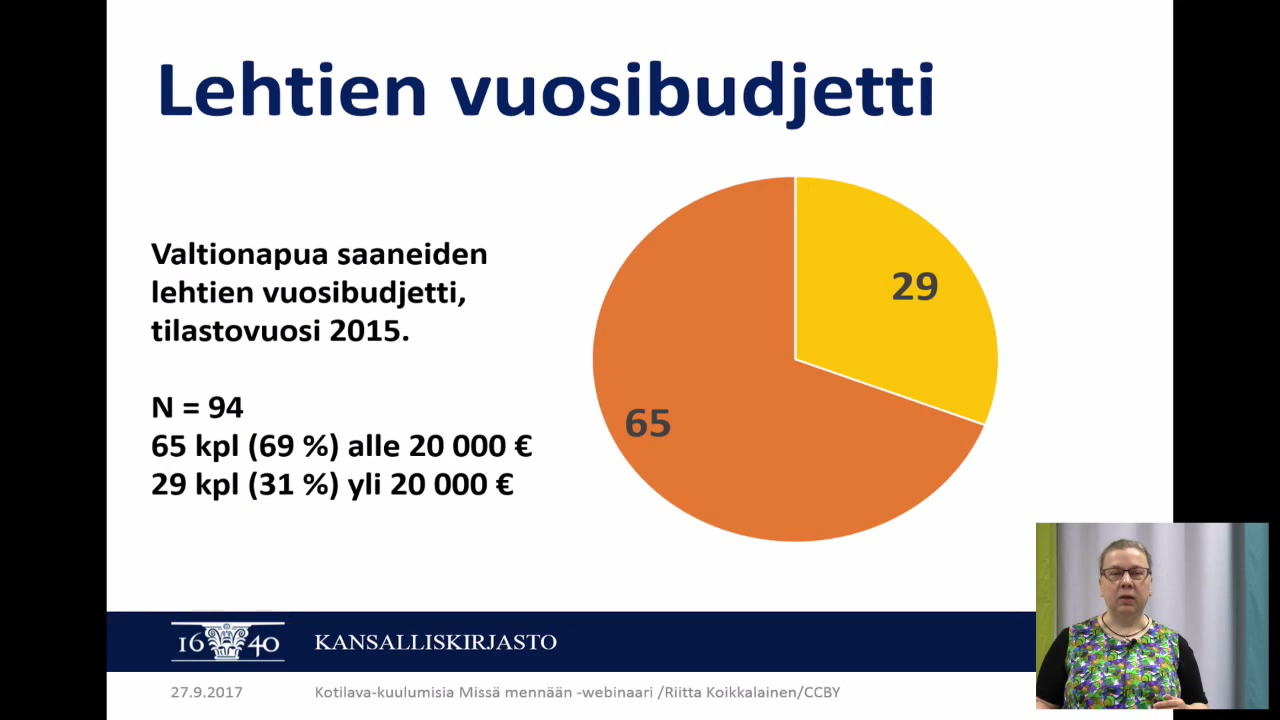 Lehtien vuosibudjetti
Valtionapua saaneiden
lehtien vuosibudjetti,
tilastovuosi 2015.
N = 94
65 kpl (69 %) alle 20 000 €
29 kpl (31 %) yli 20 000 €
29
65
1640 KANSALLISKIRJASTO
27.9.2017 Kotilava-kuulumisia Missä mennään -webinaari /Riitta Koikkalainen/CCBY